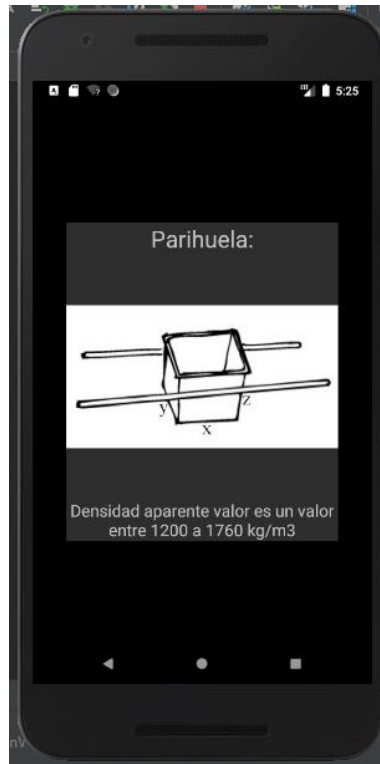 5:25
Parihuela:
y
z
x
Densidad aparente valor es un valor
entre 1200 a 1760 kg/m3